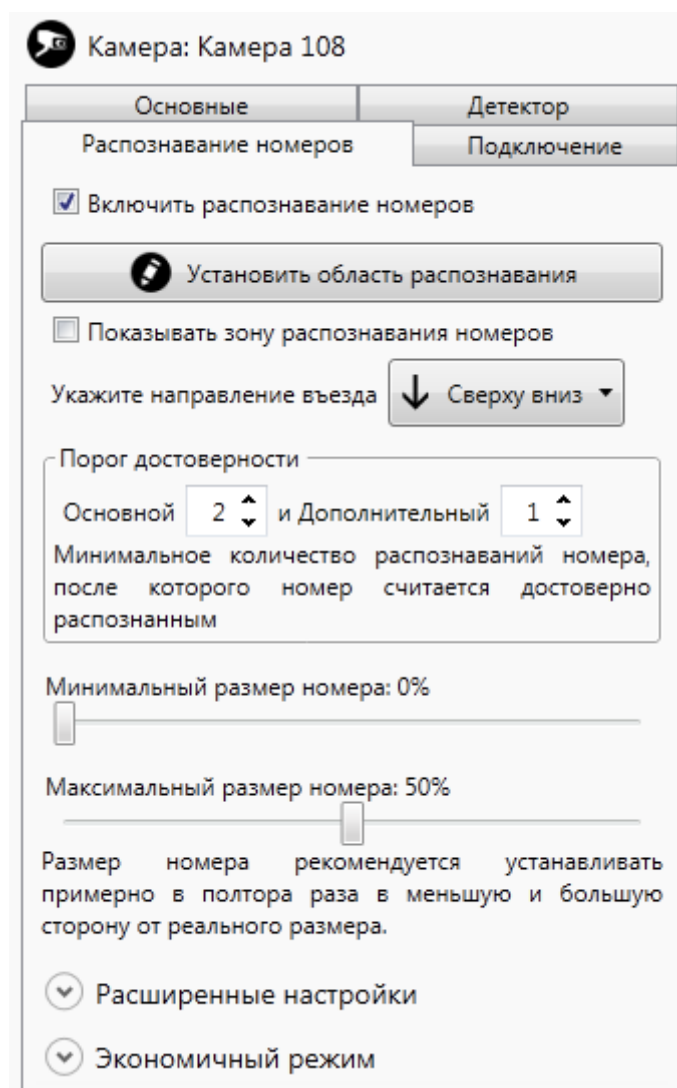 Камера: Камера 108
Основные
Детектор
Распознавание номеров
Подключение
Включить распознавание номеров
Установить область распознавания
Показывать зону распознавания номеров
Укажите направление въезда
Сверху вниз
Порог достоверности
Основной 2 и Дополнительный 1
Минимальное количество распознаваний номера,
после которого номер считается достоверно
распознанным
Минимальный размер номера: 0%
Максимальный размер номера: 50%
Размер номера рекомендуется устанавливать
примерно в полтора раза в меньшую и большую
сторону от реального размера.
Расширенные настройки
Экономичный режим